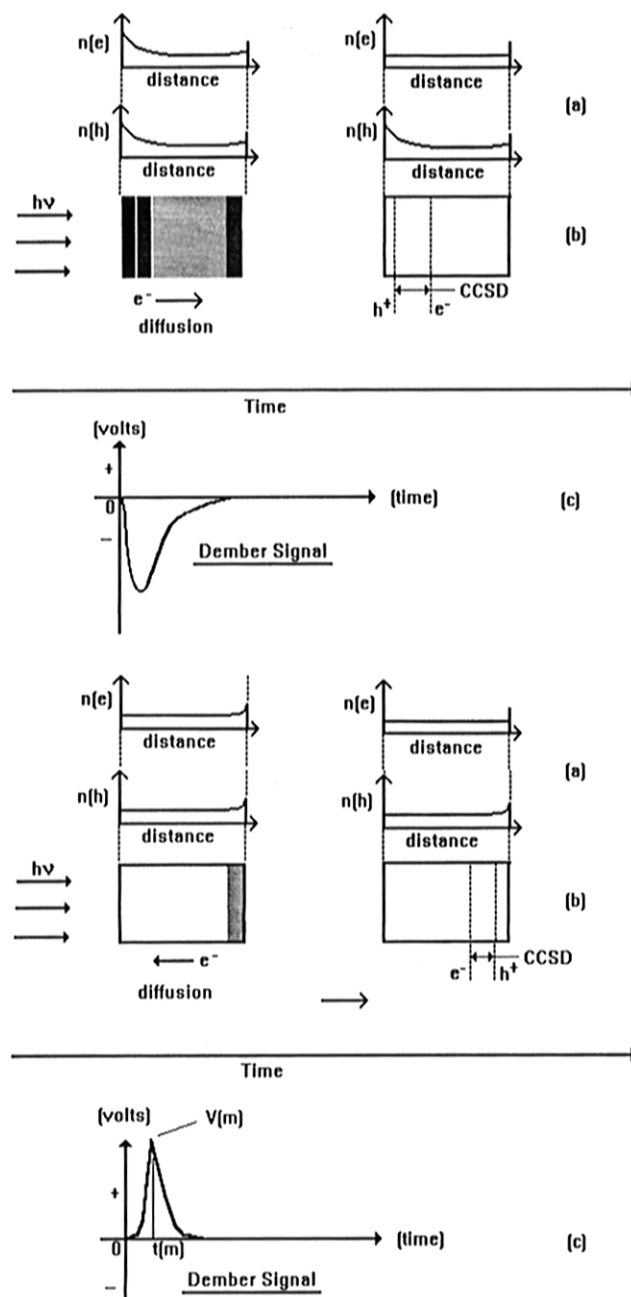 n(e)
distance
n(e)
distance
(a)
n(h)
distance
n(h)
distance
hν
(b)
e⁻
diffusion
CCSD
h⁺
e⁻
Time
(volts)
+
0
(time)
(c)
−
Dember Signal
n(e)
distance
n(e)
distance
(a)
n(h)
distance
n(h)
distance
hν
(b)
e⁻
diffusion
CCSD
e⁻
h⁺
Time
(volts)
V(m)
+
0
t(m)
(time)
(c)
−
Dember Signal